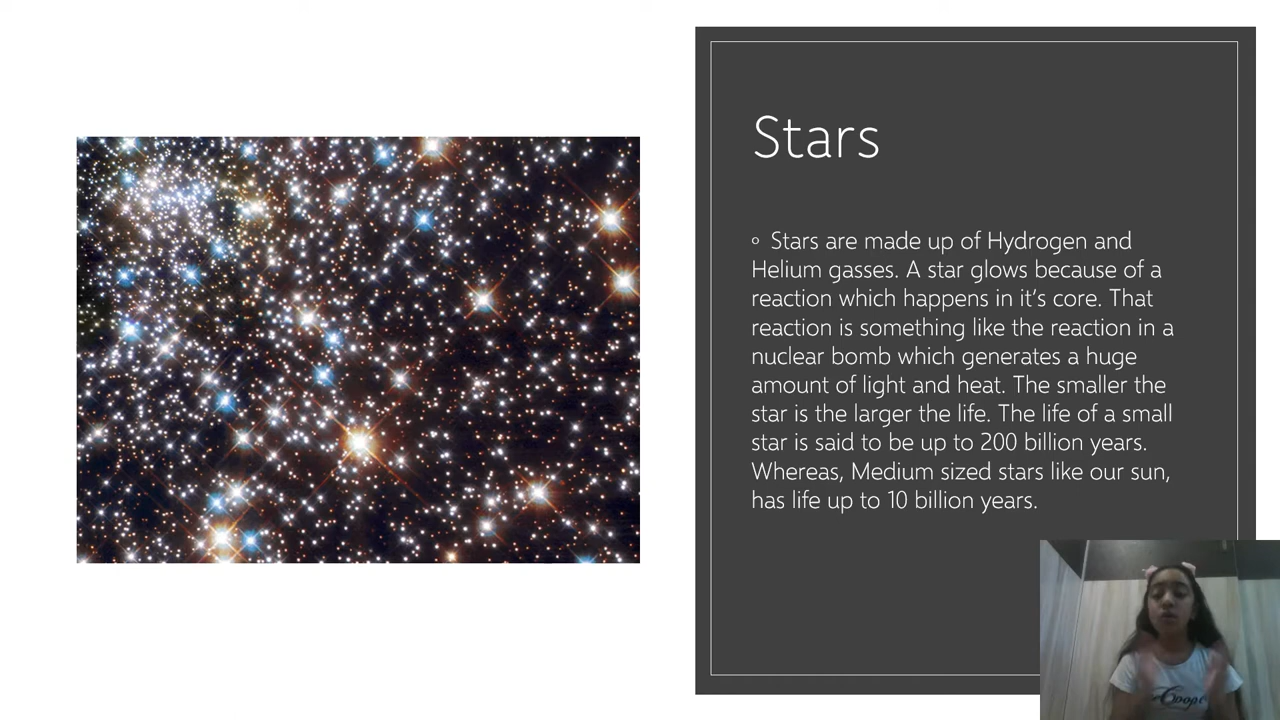 Stars
◦ Stars are made up of Hydrogen and
Helium gasses. A star glows because of a
reaction which happens in it’s core. That
reaction is something like the reaction in a
nuclear bomb which generates a huge
amount of light and heat. The smaller the
star is the larger the life. The life of a small
star is said to be up to 200 billion years.
Whereas, Medium sized stars like our sun,
has life up to 10 billion years.